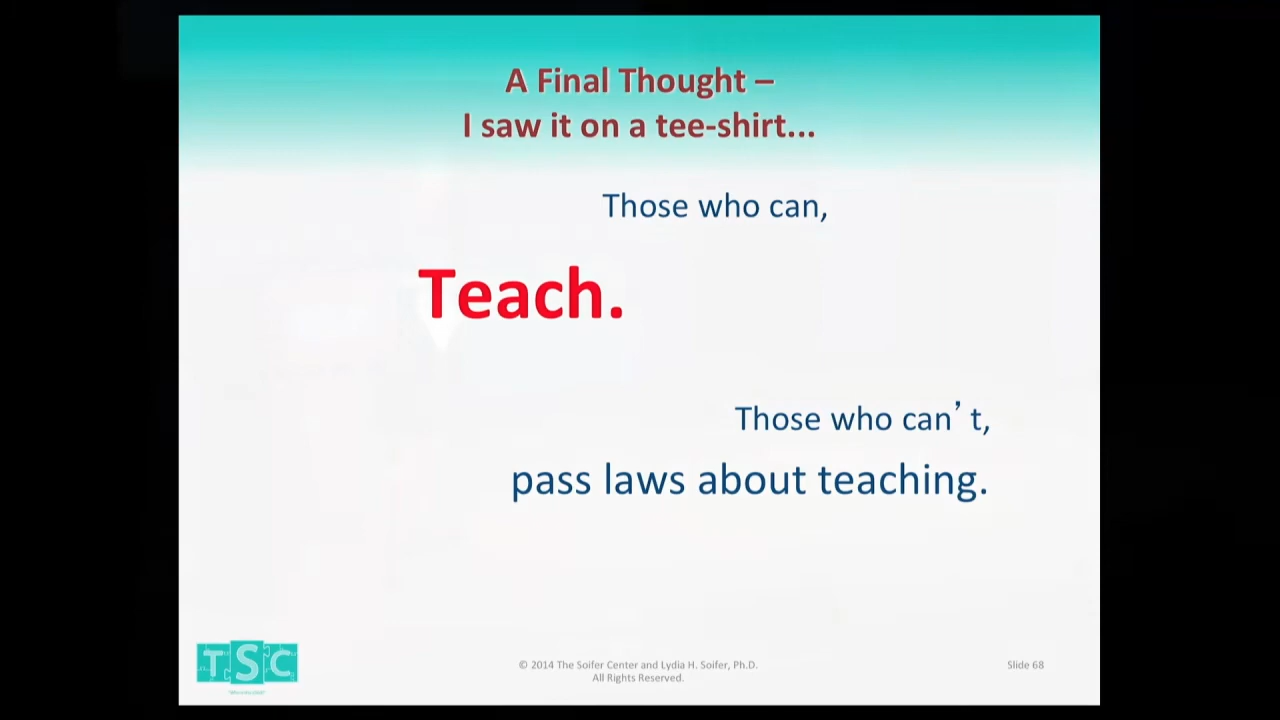 A Final Thought –
I saw it on a tee-shirt...
Those who can,
Teach.
Those who can’t,
pass laws about teaching.
TSC
© 2014 The Soifer Center and Lydia H. Soifer, Ph.D.
All Rights Reserved.
Slide 68